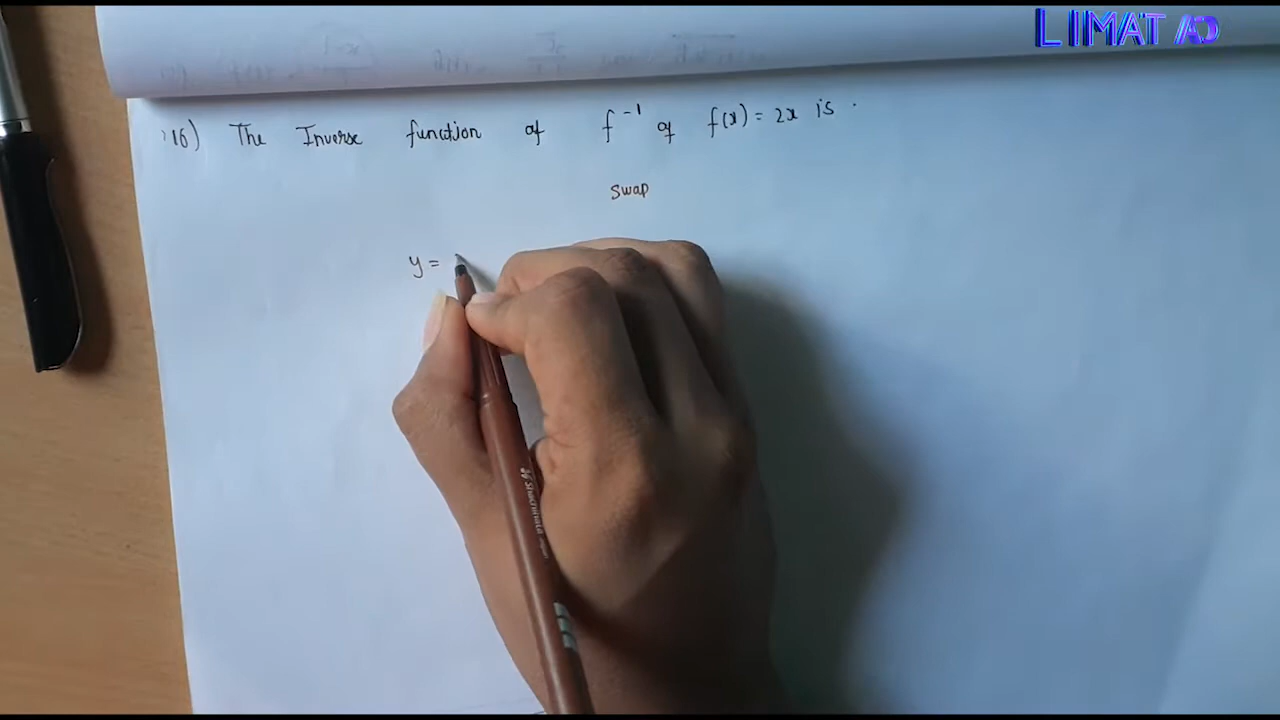 LIMAT AD
16) The Inverse function of f⁻¹ of f(x) = 2x is .
Swap
y =